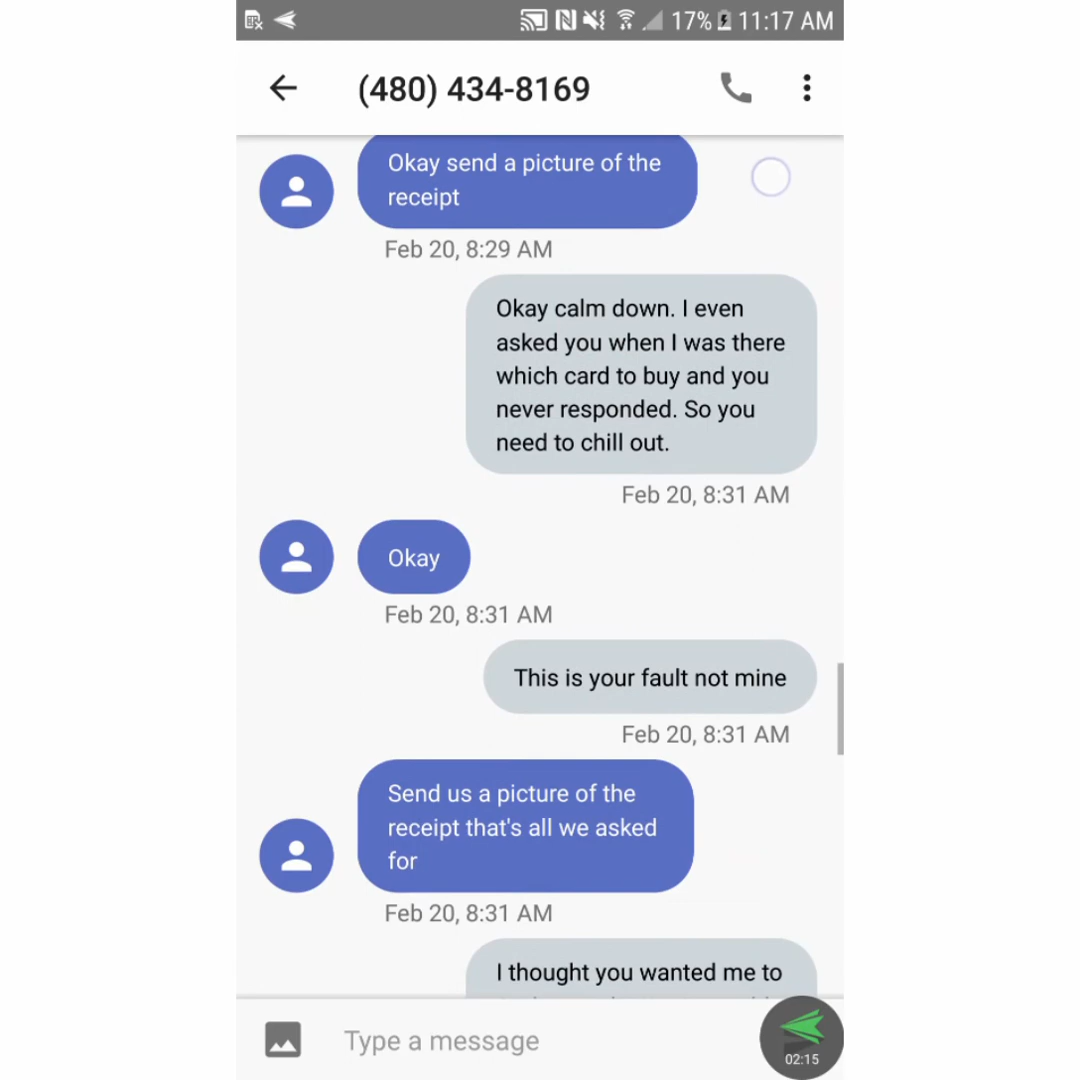 17% 11:17 AM
(480) 434-8169
Okay send a picture of the
receipt
Feb 20, 8:29 AM
Okay calm down. I even
asked you when I was there
which card to buy and you
never responded. So you
need to chill out.
Feb 20, 8:31 AM
Okay
Feb 20, 8:31 AM
This is your fault not mine
Feb 20, 8:31 AM
Send us a picture of the
receipt that's all we asked
for
Feb 20, 8:31 AM
I thought you wanted me to
Type a message
02:15